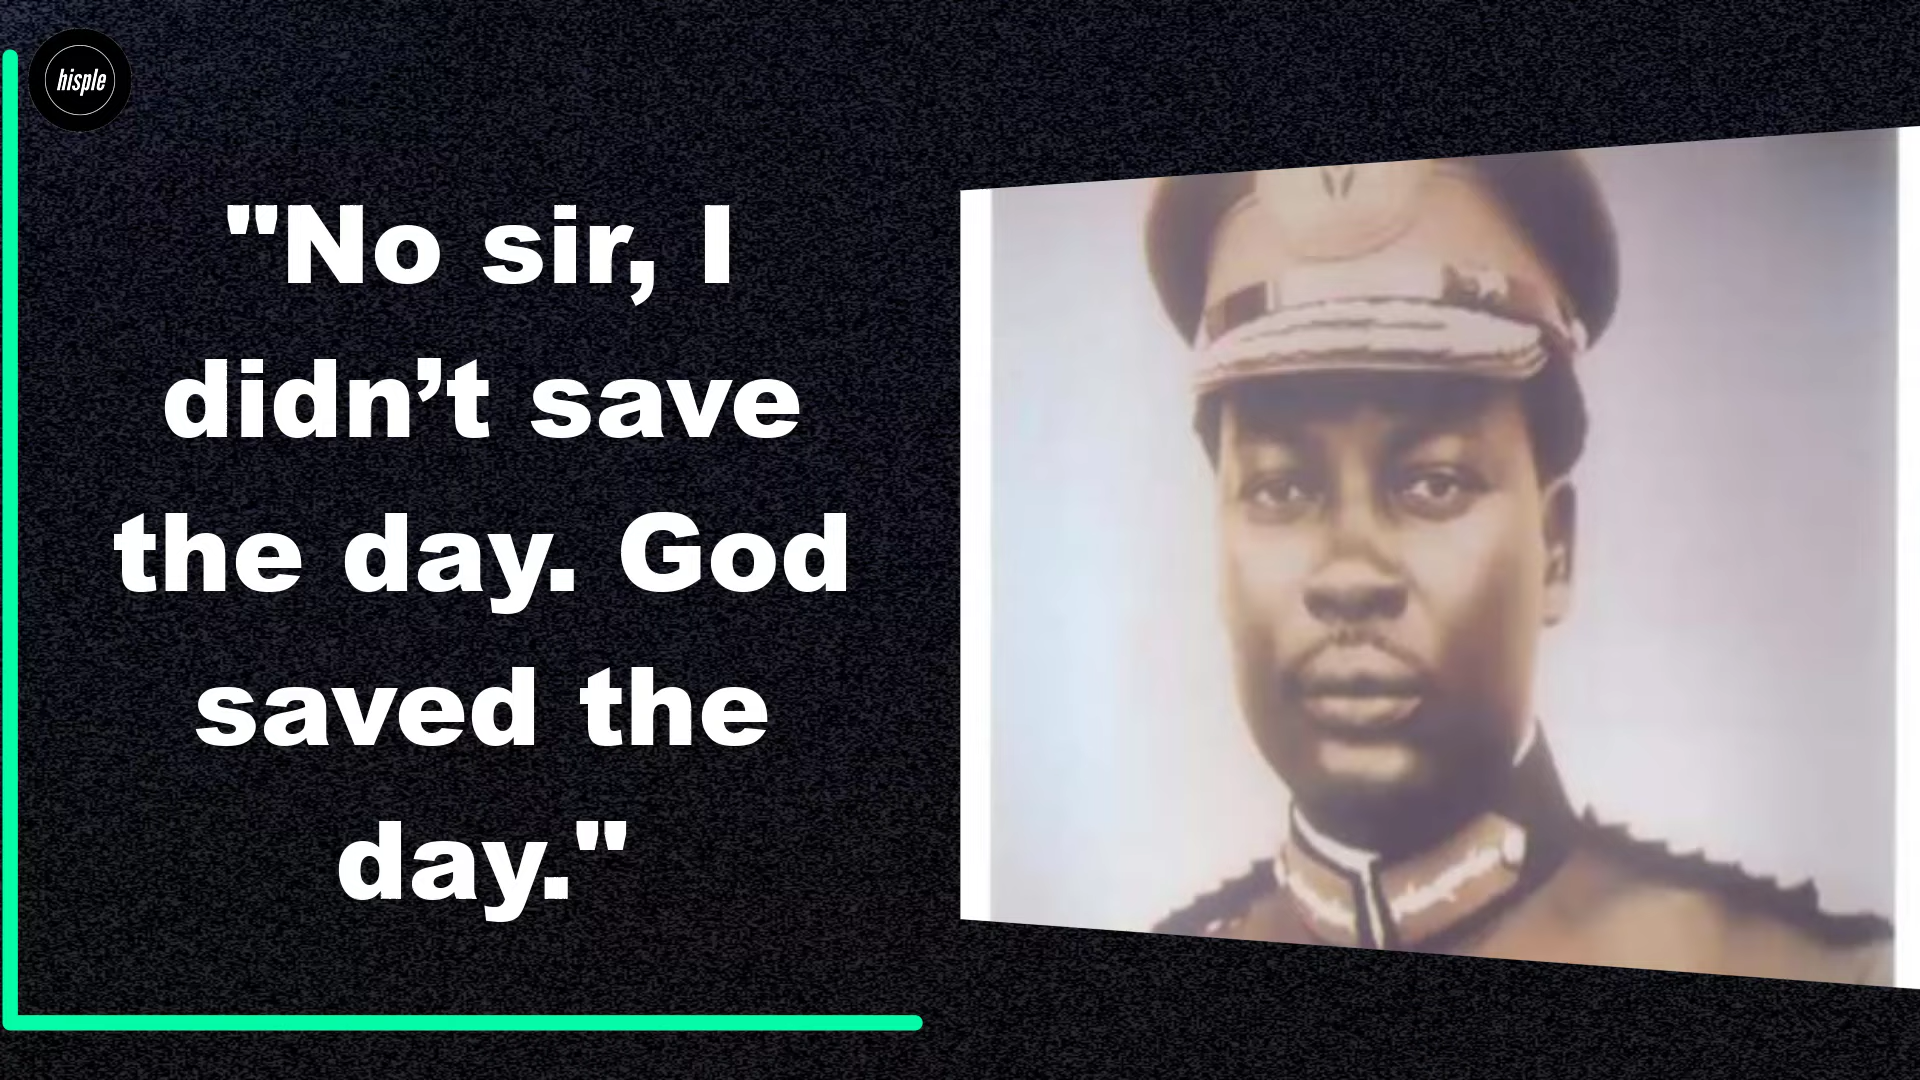 hisple
"No sir, I
didn’t save
the day. God
saved the
day."